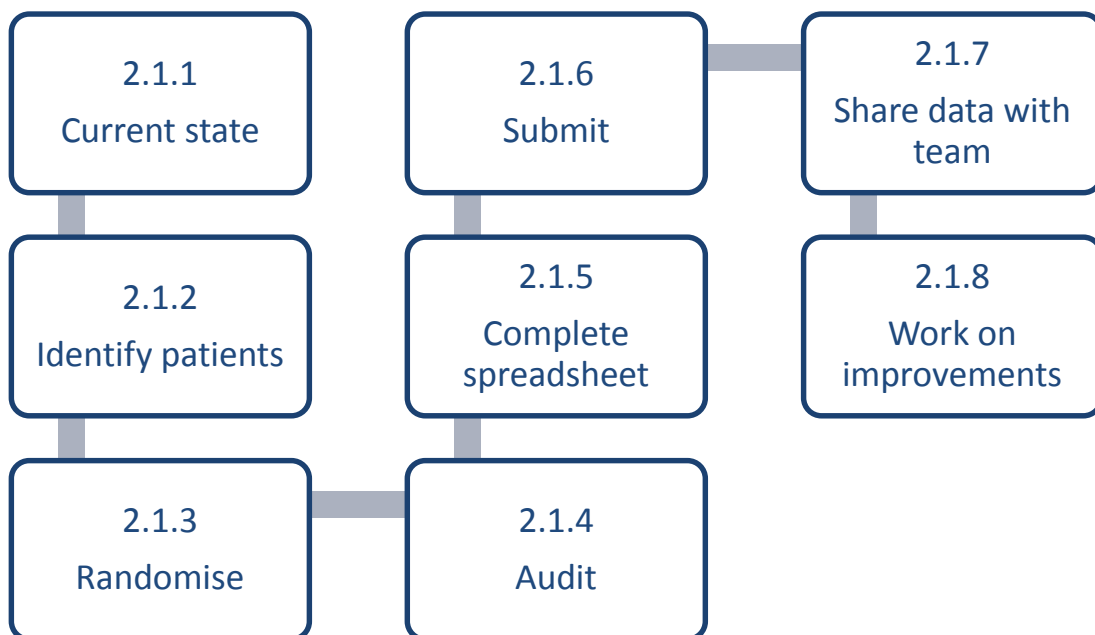 2.1.1
Current state
2.1.2
Identify patients
2.1.3
Randomise
2.1.4
Audit
2.1.5
Complete
spreadsheet
2.1.6
Submit
2.1.7
Share data with
team
2.1.8
Work on
improvements